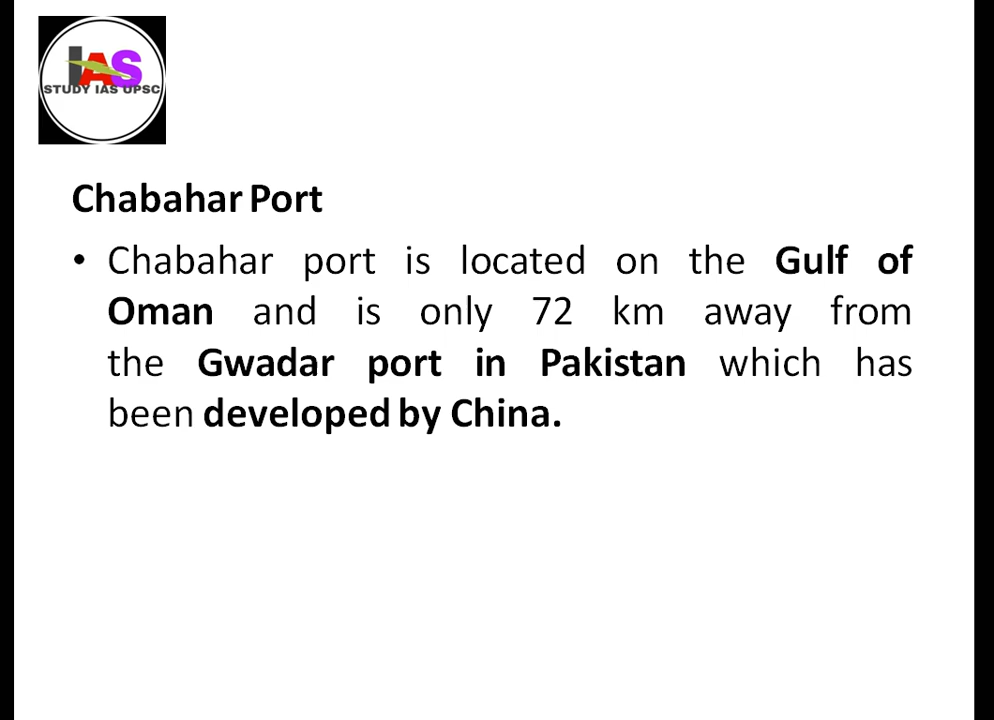 IAS
STUDY IAS UPSC
Chabahar Port
• Chabahar port is located on the Gulf of
Oman and is only 72 km away from
the Gwadar port in Pakistan which has
been developed by China.